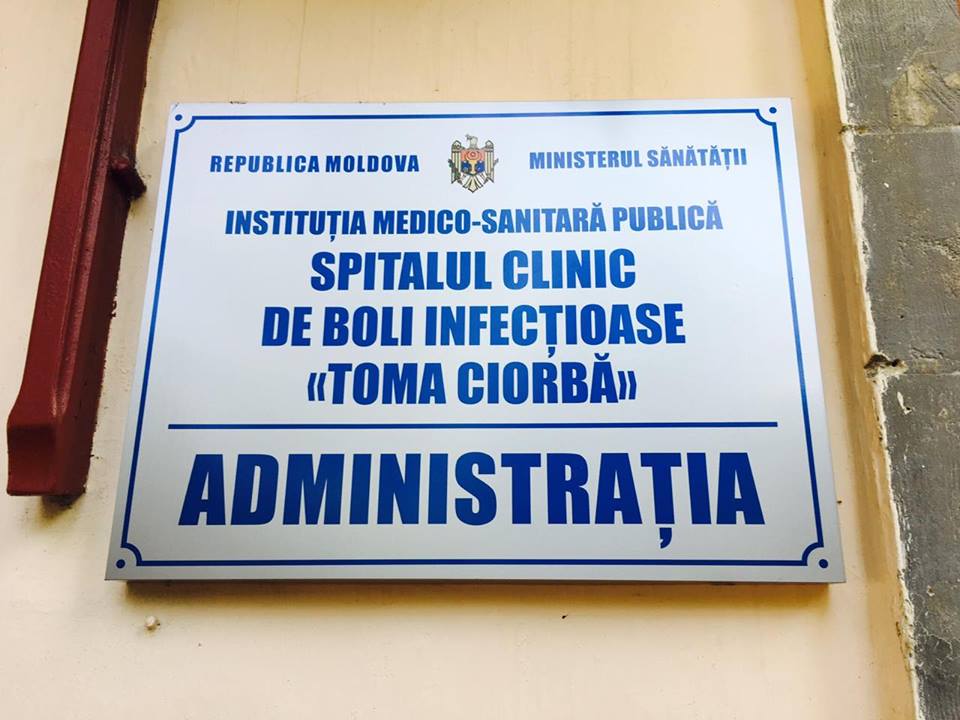 REPUBLICA MOLDOVA MINISTERUL SĂNĂTĂȚII
INSTITUȚIA MEDICO-SANITARĂ PUBLICĂ
SPITALUL CLINIC
DE BOLI INFECȚIOASE
«TOMA CIORBĂ»
ADMINISTRAȚIA